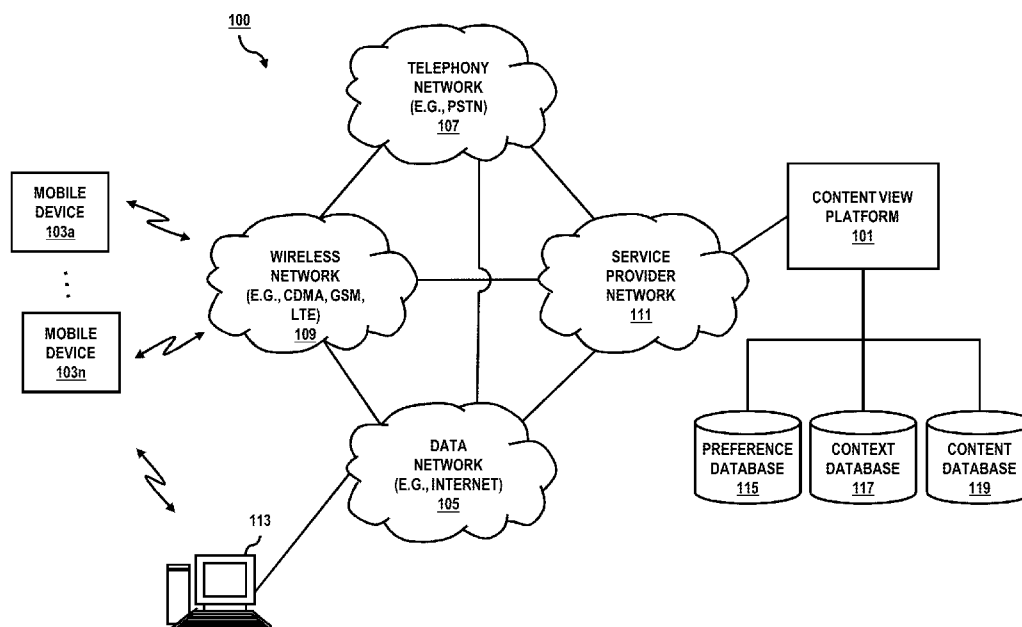 100
TELEPHONY
NETWORK
(E.G., PSTN)
107
MOBILE
DEVICE
103a
MOBILE
DEVICE
103n
WIRELESS
NETWORK
(E.G., CDMA, GSM,
LTE)
109
SERVICE
PROVIDER
NETWORK
111
CONTENT VIEW
PLATFORM
101
DATA
NETWORK
(E.G., INTERNET)
105
PREFERENCE
DATABASE
115
CONTEXT
DATABASE
117
CONTENT
DATABASE
119
113